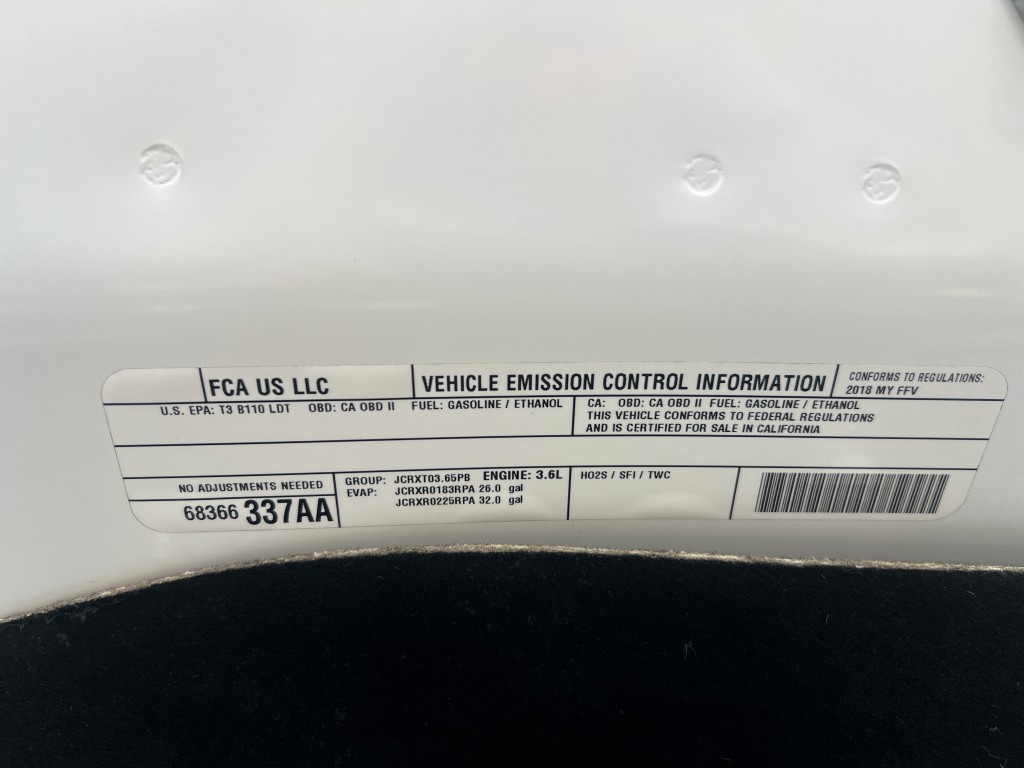 FCA US LLC
VEHICLE EMISSION CONTROL INFORMATION
CONFORMS TO REGULATIONS:
2018 MY FFV
U.S. EPA: T3 B110 LDT OBD: CA OBD II FUEL: GASOLINE / ETHANOL
CA: OBD: CA OBD II FUEL: GASOLINE / ETHANOL
THIS VEHICLE CONFORMS TO FEDERAL REGULATIONS
AND IS CERTIFIED FOR SALE IN CALIFORNIA
NO ADJUSTMENTS NEEDED
68366 337AA
GROUP: JCRXT03.65PB ENGINE: 3.6L
EVAP: JCRXR0183RPA 26.0 gal
JCRXR0225RPA 32.0 gal
HO2S / SFI / TWC